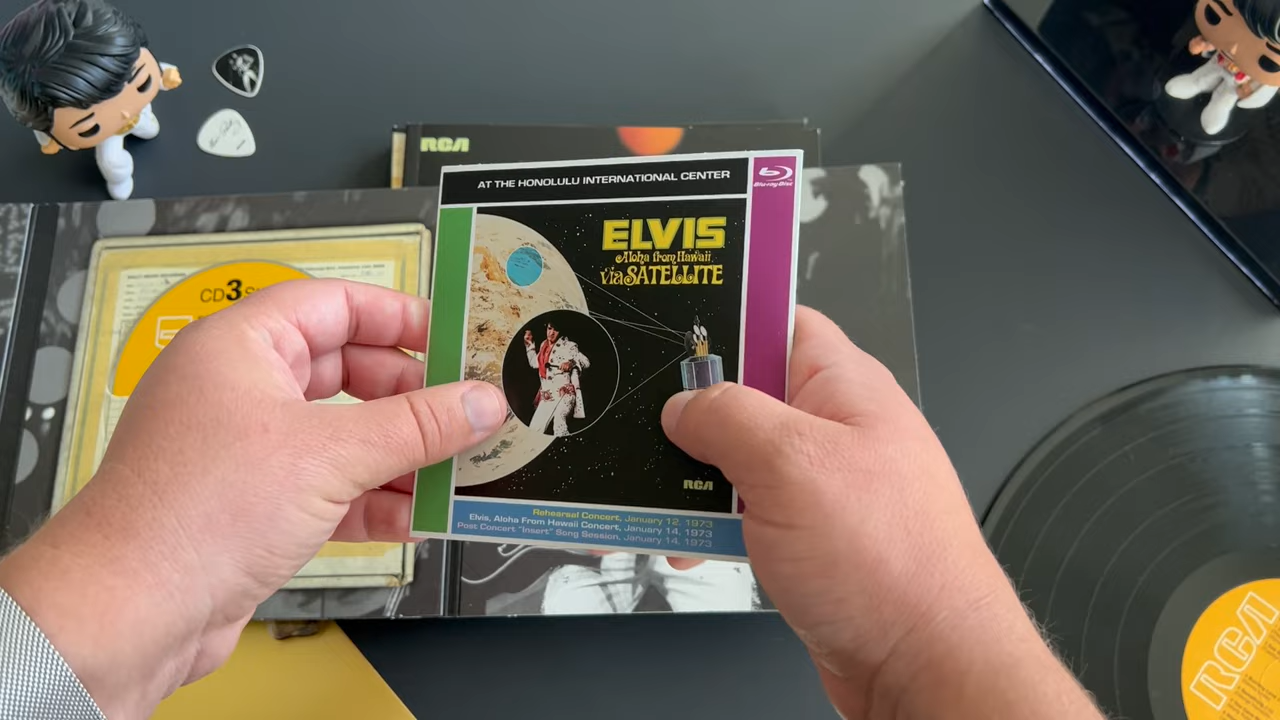 RCA
AT THE HONOLULU INTERNATIONAL CENTER
Blu-ray Disc
ELVIS
Aloha from Hawaii
via SATELLITE
CD3
RCA
Rehearsal Concert, January 12, 1973
Elvis, Aloha From Hawaii Concert, January 14, 1973
Post Concert "Insert" Song Session, January 14, 1973
RCA